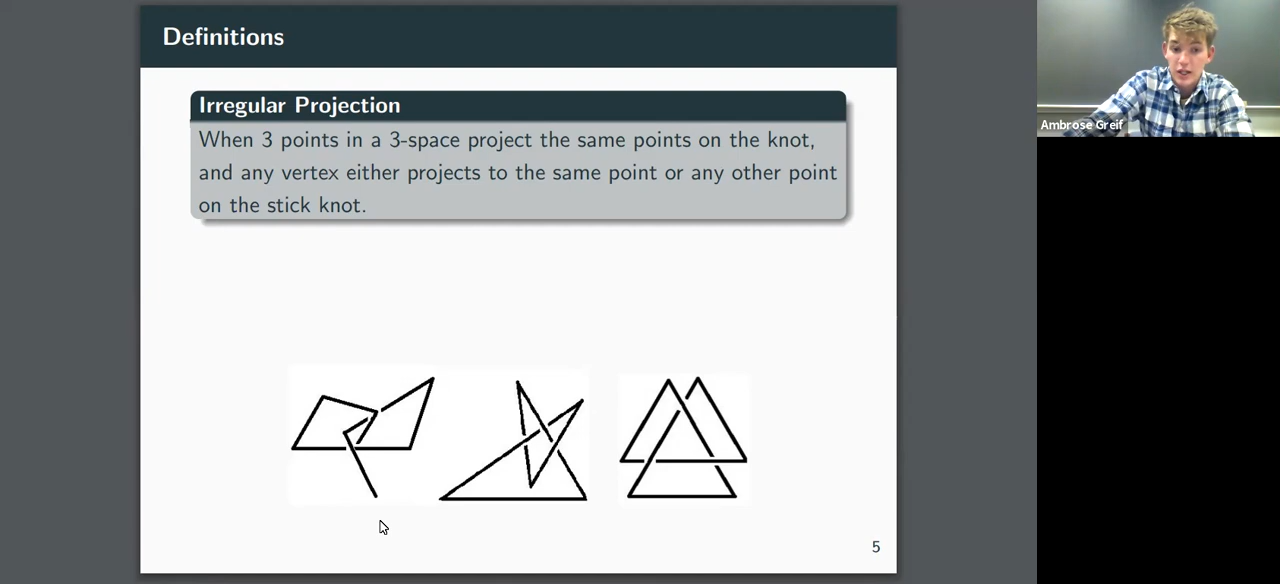 Definitions
Irregular Projection
When 3 points in a 3-space project the same points on the knot,
and any vertex either projects to the same point or any other point
on the stick knot.
5
Ambrose Greif